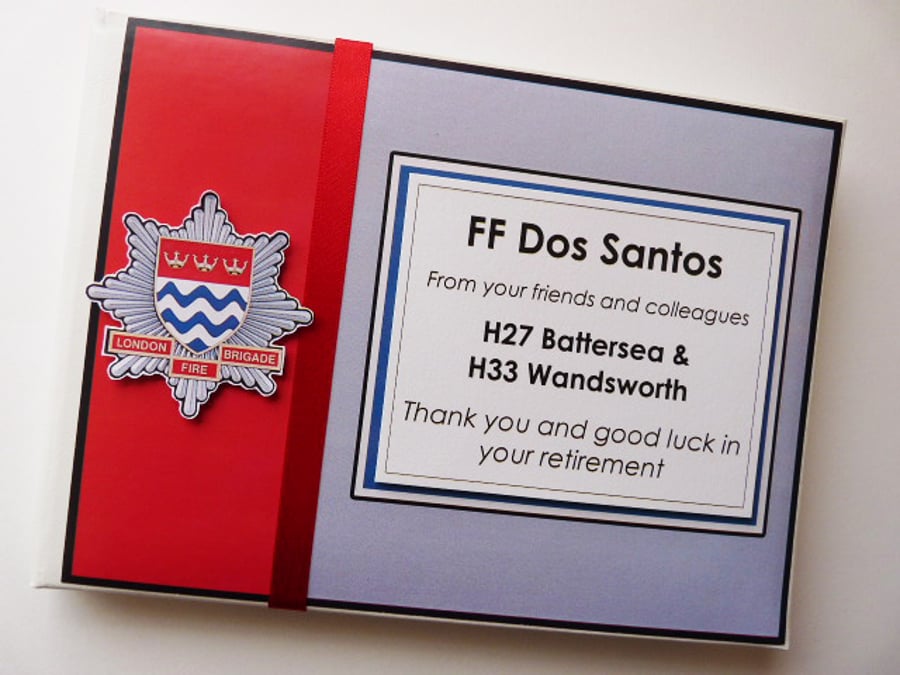 LONDON
FIRE
BRIGADE
FF Dos Santos
From your friends and colleagues
H27 Battersea &
H33 Wandsworth
Thank you and good luck in
your retirement